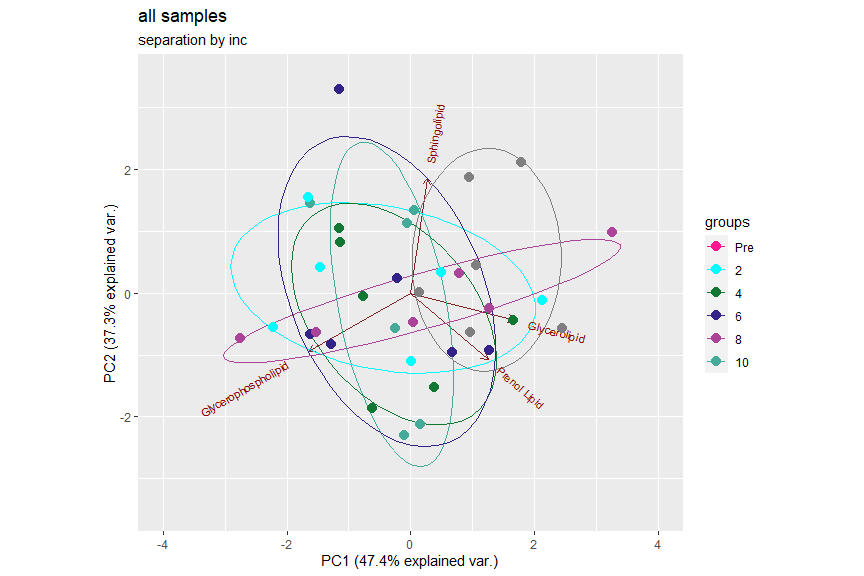 all samples
separation by inc
PC2 (37.3% explained var.)
2
0
-2
Sphingolipid
Glycerolipid
Prenol Lipid
Glycerophospholipid
-4
-2
0
2
4
PC1 (47.4% explained var.)
groups
Pre
2
4
6
8
10